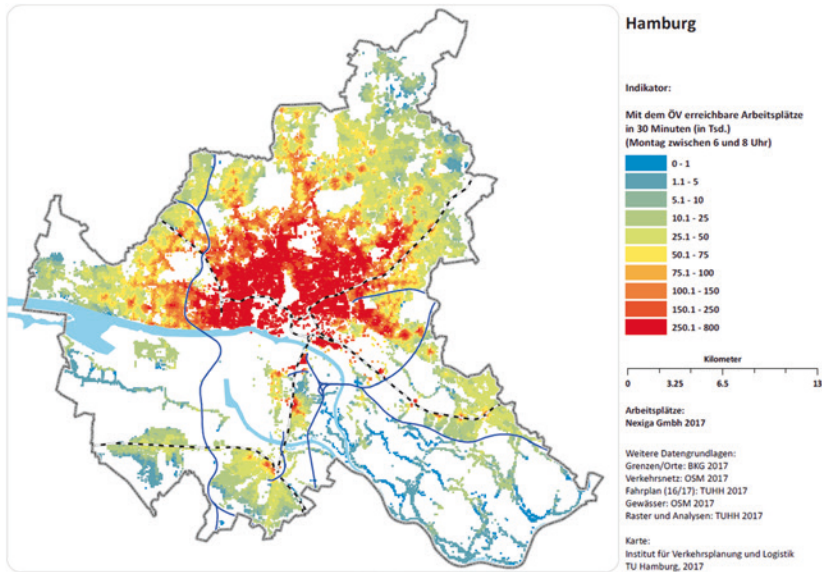 Hamburg
Indikator:
Mit dem ÖV erreichbare Arbeitsplätze
in 30 Minuten (in Tsd.)
(Montag zwischen 6 und 8 Uhr)
0 - 1
1.1 - 5
5.1 - 10
10.1 - 25
25.1 - 50
50.1 - 75
75.1 - 100
100.1 - 150
150.1 - 250
250.1 - 800
Kilometer
0 3.25 6.5 13
Arbeitsplätze:
Nexiga Gmbh 2017
Weitere Datengrundlagen:
Grenzen/Orte: BKG 2017
Verkehrsnetz: OSM 2017
Fahrplan (16/17): TUHH 2017
Gewässer: OSM 2017
Raster und Analysen: TUHH 2017
Karte:
Institut für Verkehrsplanung und Logistik
TU Hamburg, 2017